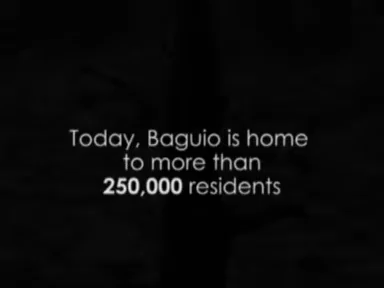 Today, Baguio is home
to more than
250,000 residents